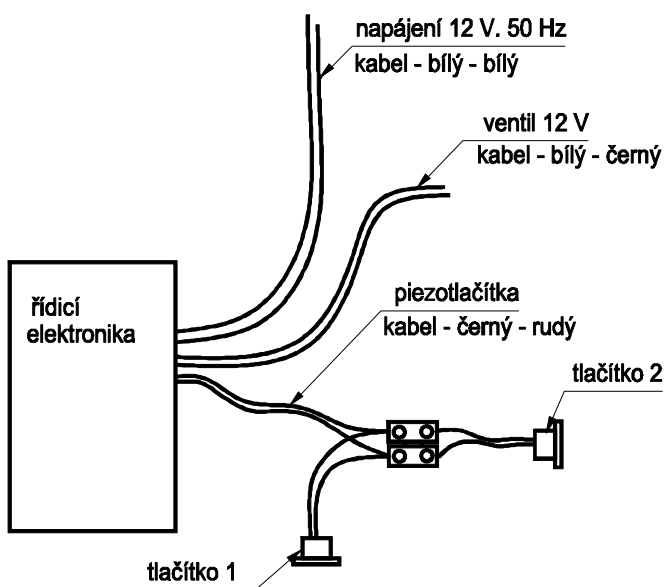 napájení 12 V. 50 Hz
kabel - bílý - bílý
ventil 12 V
kabel - bílý - černý
řídicí
elektronika
piezotlačítka
kabel - černý - rudý
tlačítko 2
tlačítko 1